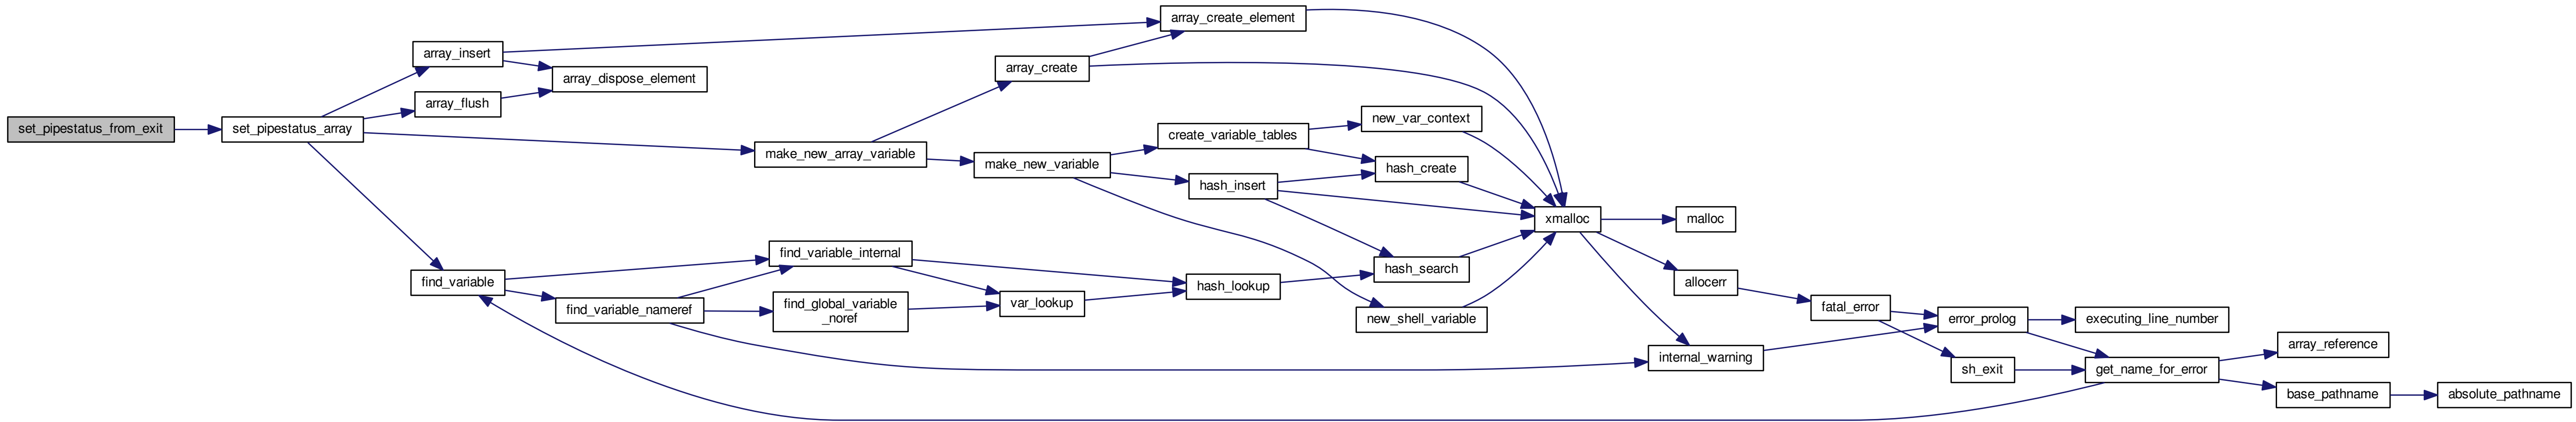 set_pipestatus_from_exit
set_pipestatus_array
array_insert
array_flush
find_variable
array_dispose_element
find_variable_nameref
make_new_array_variable
find_variable_internal
find_global_variable
_noref
array_create
make_new_variable
var_lookup
array_create_element
create_variable_tables
hash_insert
hash_lookup
new_var_context
hash_create
hash_search
new_shell_variable
xmalloc
internal_warning
malloc
allocerr
fatal_error
error_prolog
sh_exit
executing_line_number
get_name_for_error
array_reference
base_pathname
absolute_pathname